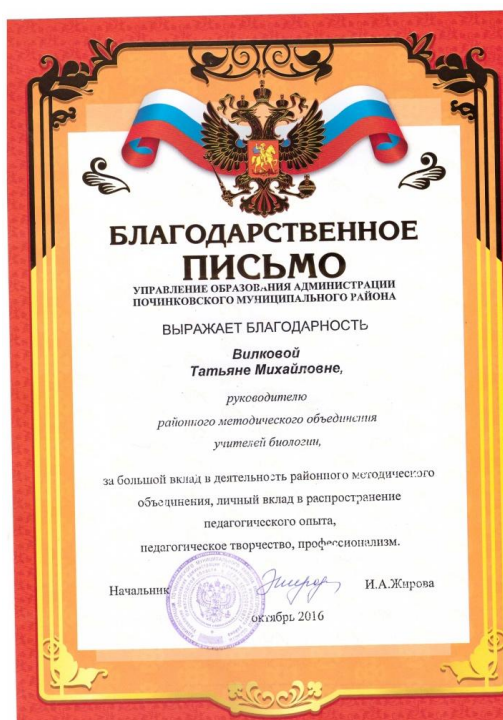 БЛАГОДАРСТВЕННОЕ
ПИСЬМО
УПРАВЛЕНИЕ ОБРАЗОВАНИЯ АДМИНИСТРАЦИИ
ПОЧИНКОВСКОГО МУНИЦИПАЛЬНОГО РАЙОНА
ВЫРАЖАЕТ БЛАГОДАРНОСТЬ
Вилковой
Татьяне Михайловне,
руководителю
районного методического объединения
учителей биологии,
за большой вклад в деятельность районного методического
объединения, личный вклад в распространение
педагогического опыта,
педагогическое творчество, профессионализм.
Начальник И.А.Жирова
октябрь 2016